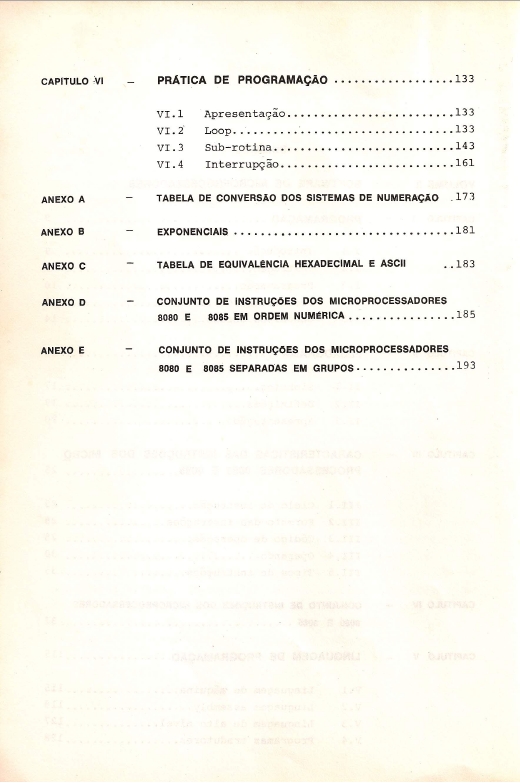 CAPITULO VI – PRÁTICA DE PROGRAMAÇÃO ..................133
VI.1 Apresentação.........................133
VI.2 Loop.................................133
VI.3 Sub-rotina...........................143
VI.4 Interrupção..........................161
ANEXO A – TABELA DE CONVERSÃO DOS SISTEMAS DE NUMERAÇÃO .173
ANEXO B – EXPONENCIAIS .................................181
ANEXO C – TABELA DE EQUIVALÊNCIA HEXADECIMAL E ASCII ..183
ANEXO D – CONJUNTO DE INSTRUÇÕES DOS MICROPROCESSADORES
8080 E 8085 EM ORDEM NUMÉRICA ................185
ANEXO E – CONJUNTO DE INSTRUÇÕES DOS MICROPROCESSADORES
8080 E 8085 SEPARADAS EM GRUPOS ...............193